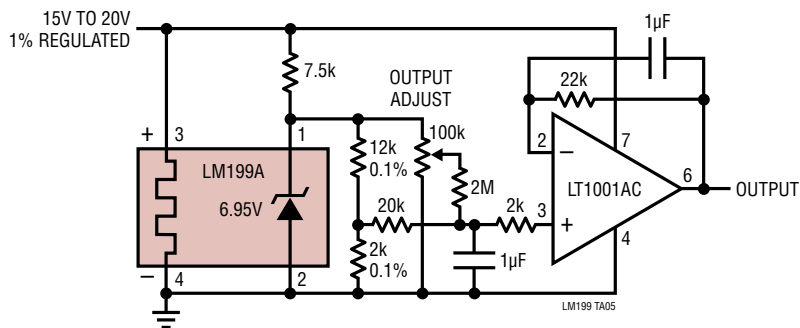 15V TO 20V
1% REGULATED
1µF
7.5k
OUTPUT
ADJUST
22k
+
3
1
100k
2
7
12k
0.1%
–
LM199A
6.95V
2M
LT1001AC
6
OUTPUT
20k
2k
3
+
2k
0.1%
1µF
4
–
4
2
LM199 TA05